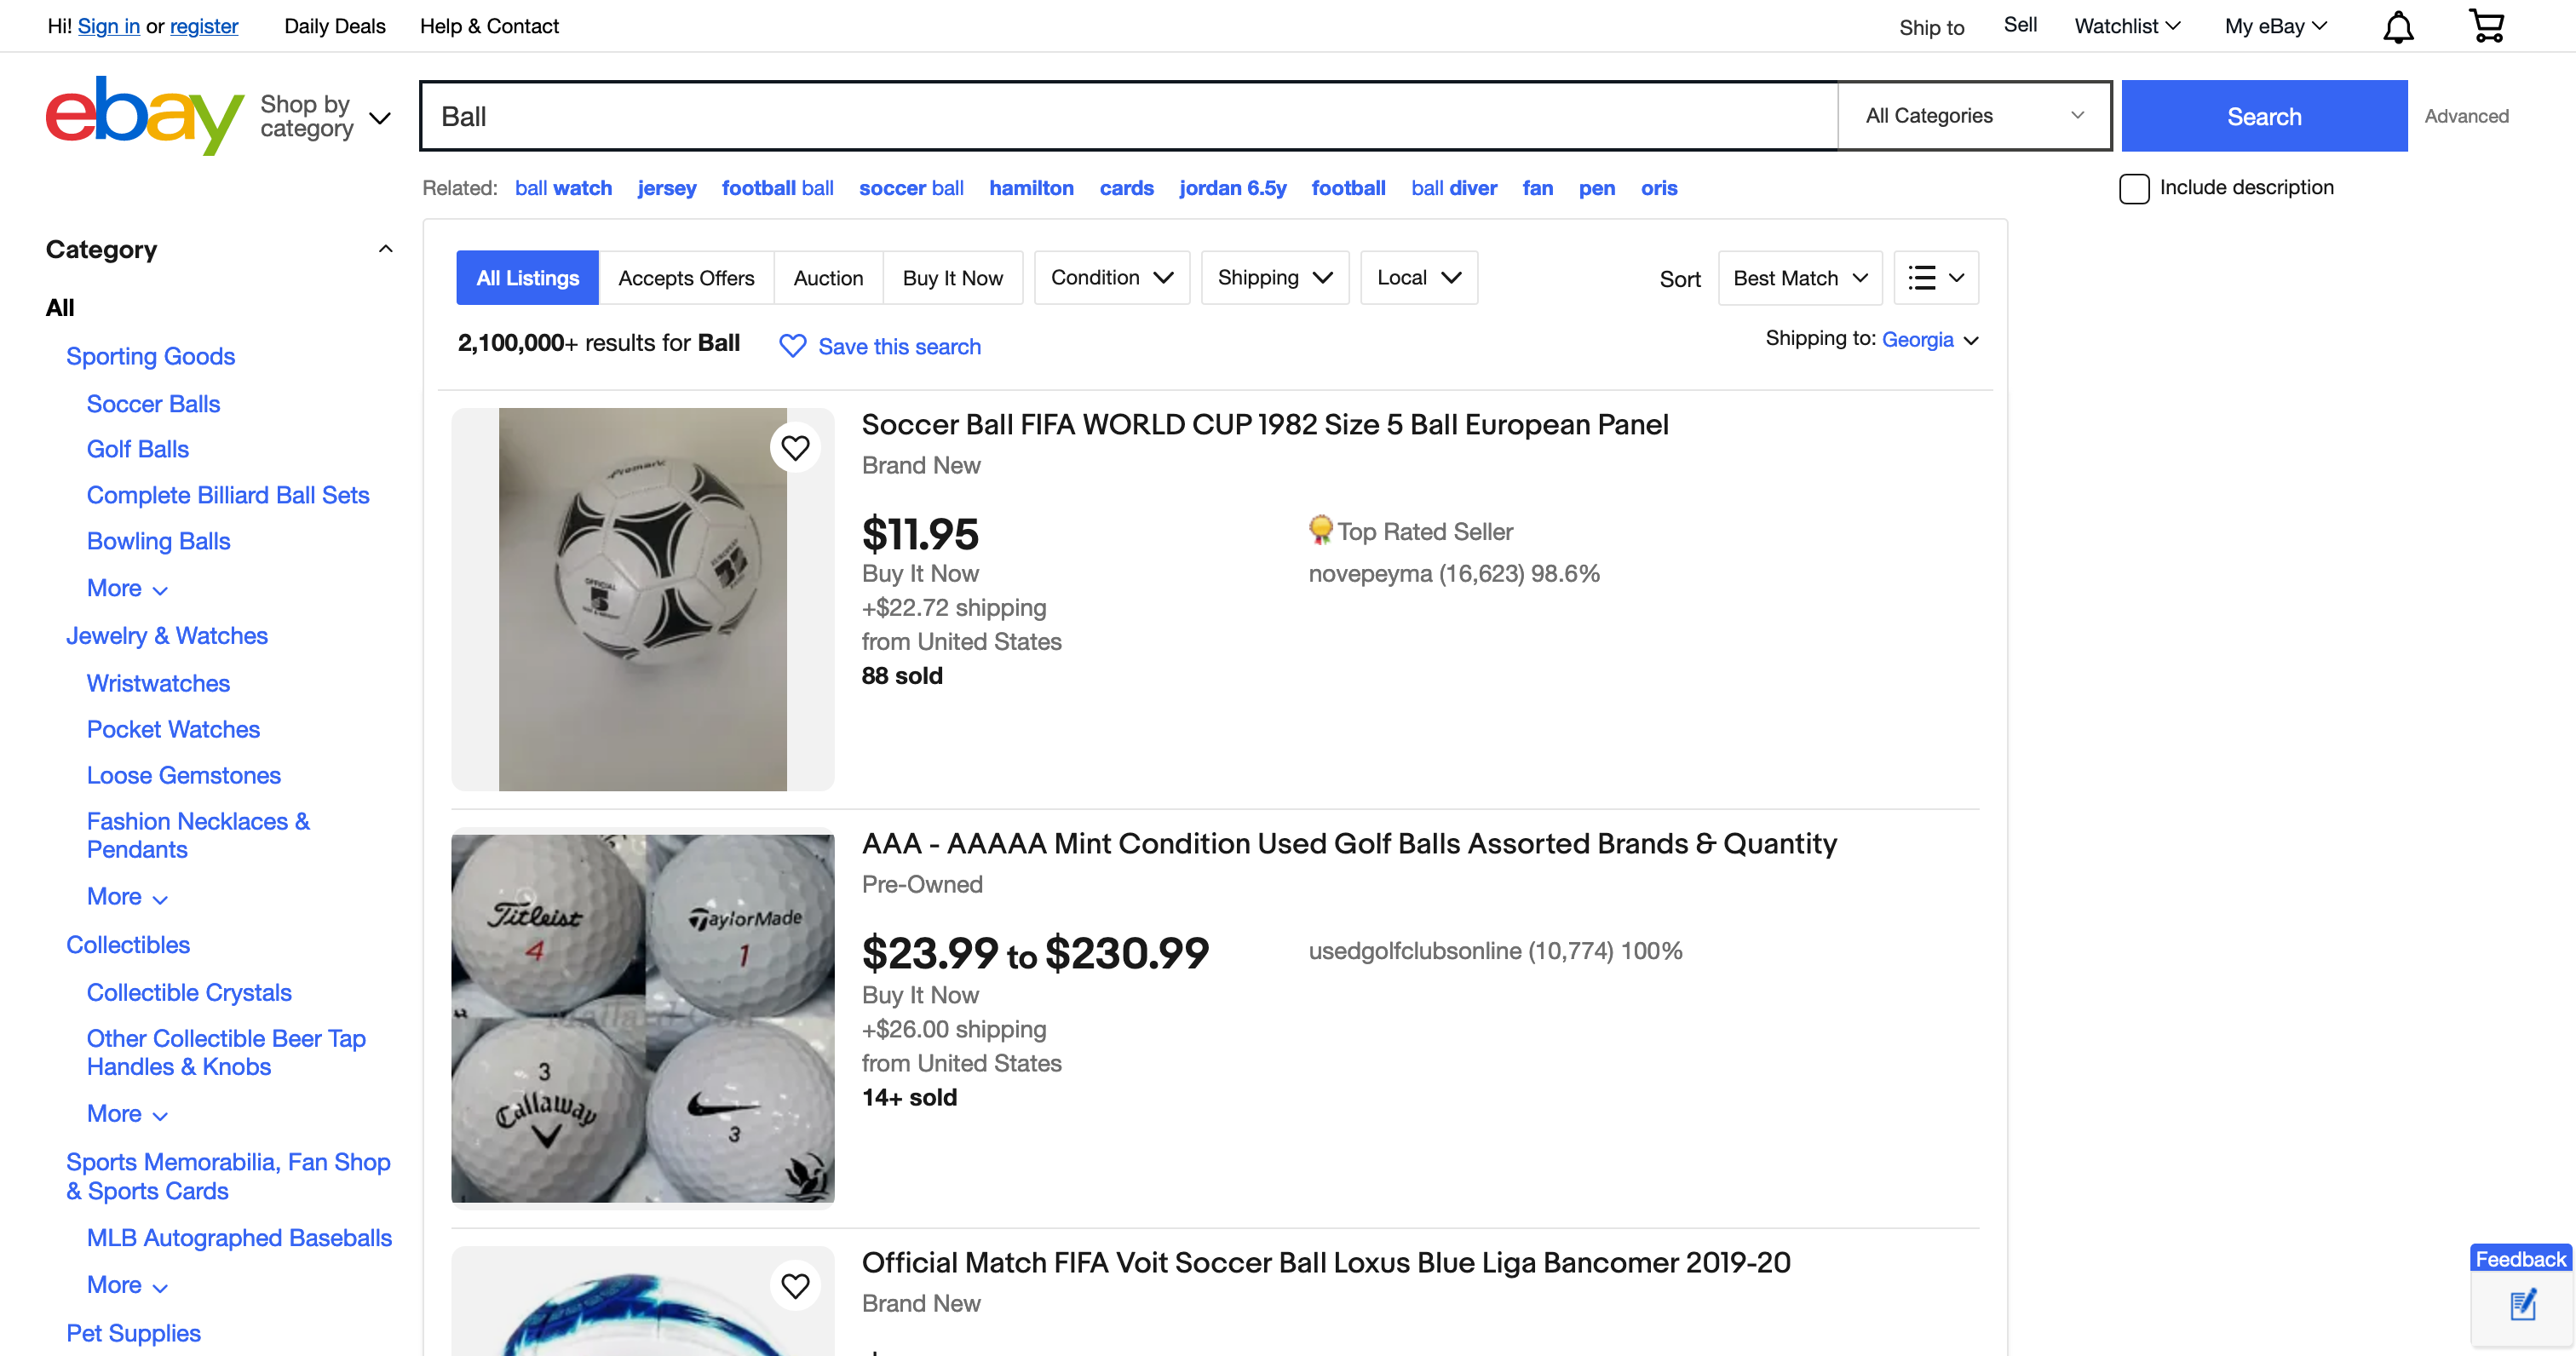 Hi! Sign in or register Daily Deals Help & Contact Ship to Sell Watchlist My eBay
ebay Shop by category Ball All Categories Search Advanced
Related: ball watch jersey football ball soccer ball hamilton cards jordan 6.5y football ball diver fan pen oris Include description
Category
All
Sporting Goods
Soccer Balls
Golf Balls
Complete Billiard Ball Sets
Bowling Balls
More
Jewelry & Watches
Wristwatches
Pocket Watches
Loose Gemstones
Fashion Necklaces &
Pendants
More
Collectibles
Collectible Crystals
Other Collectible Beer Tap
Handles & Knobs
More
Sports Memorabilia, Fan Shop
& Sports Cards
MLB Autographed Baseballs
More
Pet Supplies
All Listings Accepts Offers Auction Buy It Now Condition Shipping Local Sort Best Match
2,100,000+ results for Ball Save this search Shipping to: Georgia
Soccer Ball FIFA WORLD CUP 1982 Size 5 Ball European Panel
Brand New
$11.95 Top Rated Seller
Buy It Now novepeyma (16,623) 98.6%
+$22.72 shipping
from United States
88 sold
Promark
OFFICIAL
5
AAA - AAAAA Mint Condition Used Golf Balls Assorted Brands & Quantity
Pre-Owned
$23.99 to $230.99 usedgolfclubsonline (10,774) 100%
Buy It Now
+$26.00 shipping
from United States
14+ sold
Titleist
4
TaylorMade
1
3
Callaway
3
Official Match FIFA Voit Soccer Ball Loxus Blue Liga Bancomer 2019-20
Brand New
Feedback